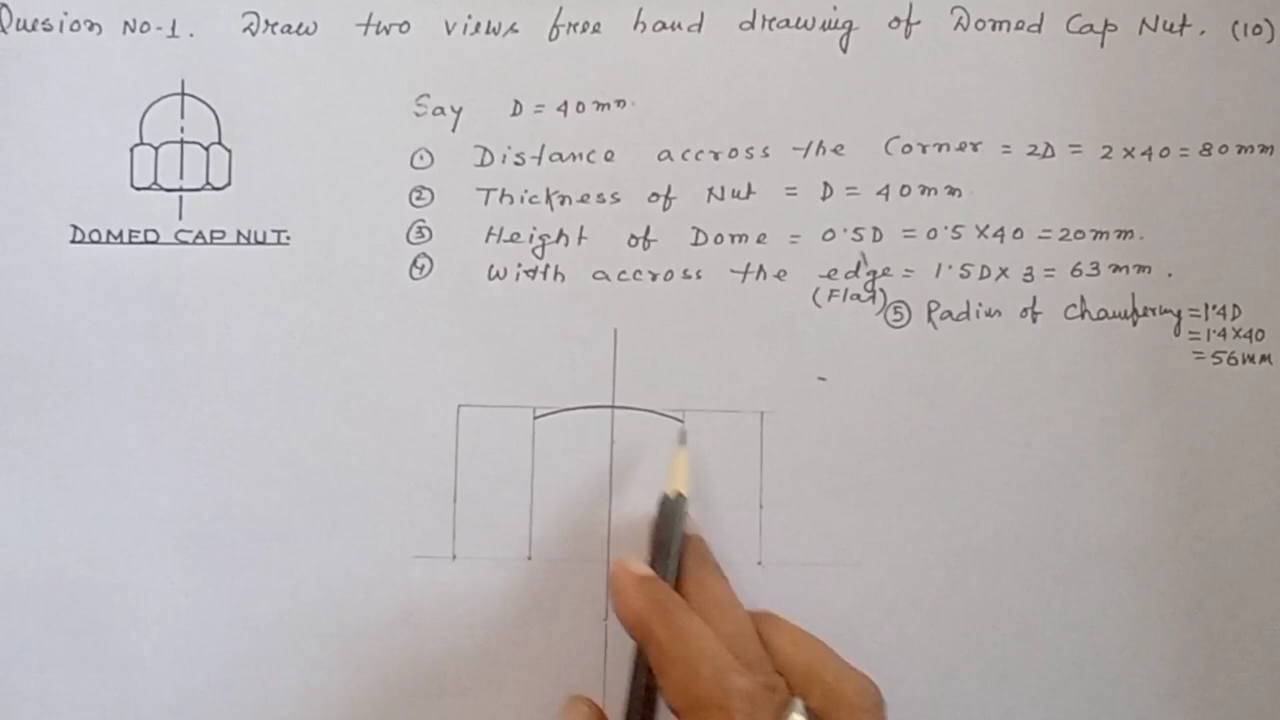 Quesion No-1. Draw two views free hand drawing of Domed Cap Nut. (10)
Say D = 40mm.
① Distance accross the Corner = 2D = 2×40 = 80mm
② Thickness of Nut = D = 40mm
③ Height of Dome = 0.5D = 0.5×40 = 20mm.
④ Width accross the edge = 1.5D×3 = 63mm.
(Flat)
⑤ Radius of Chamfering = 1.4D
= 1.4×40
= 56mm
DOMED CAP NUT.